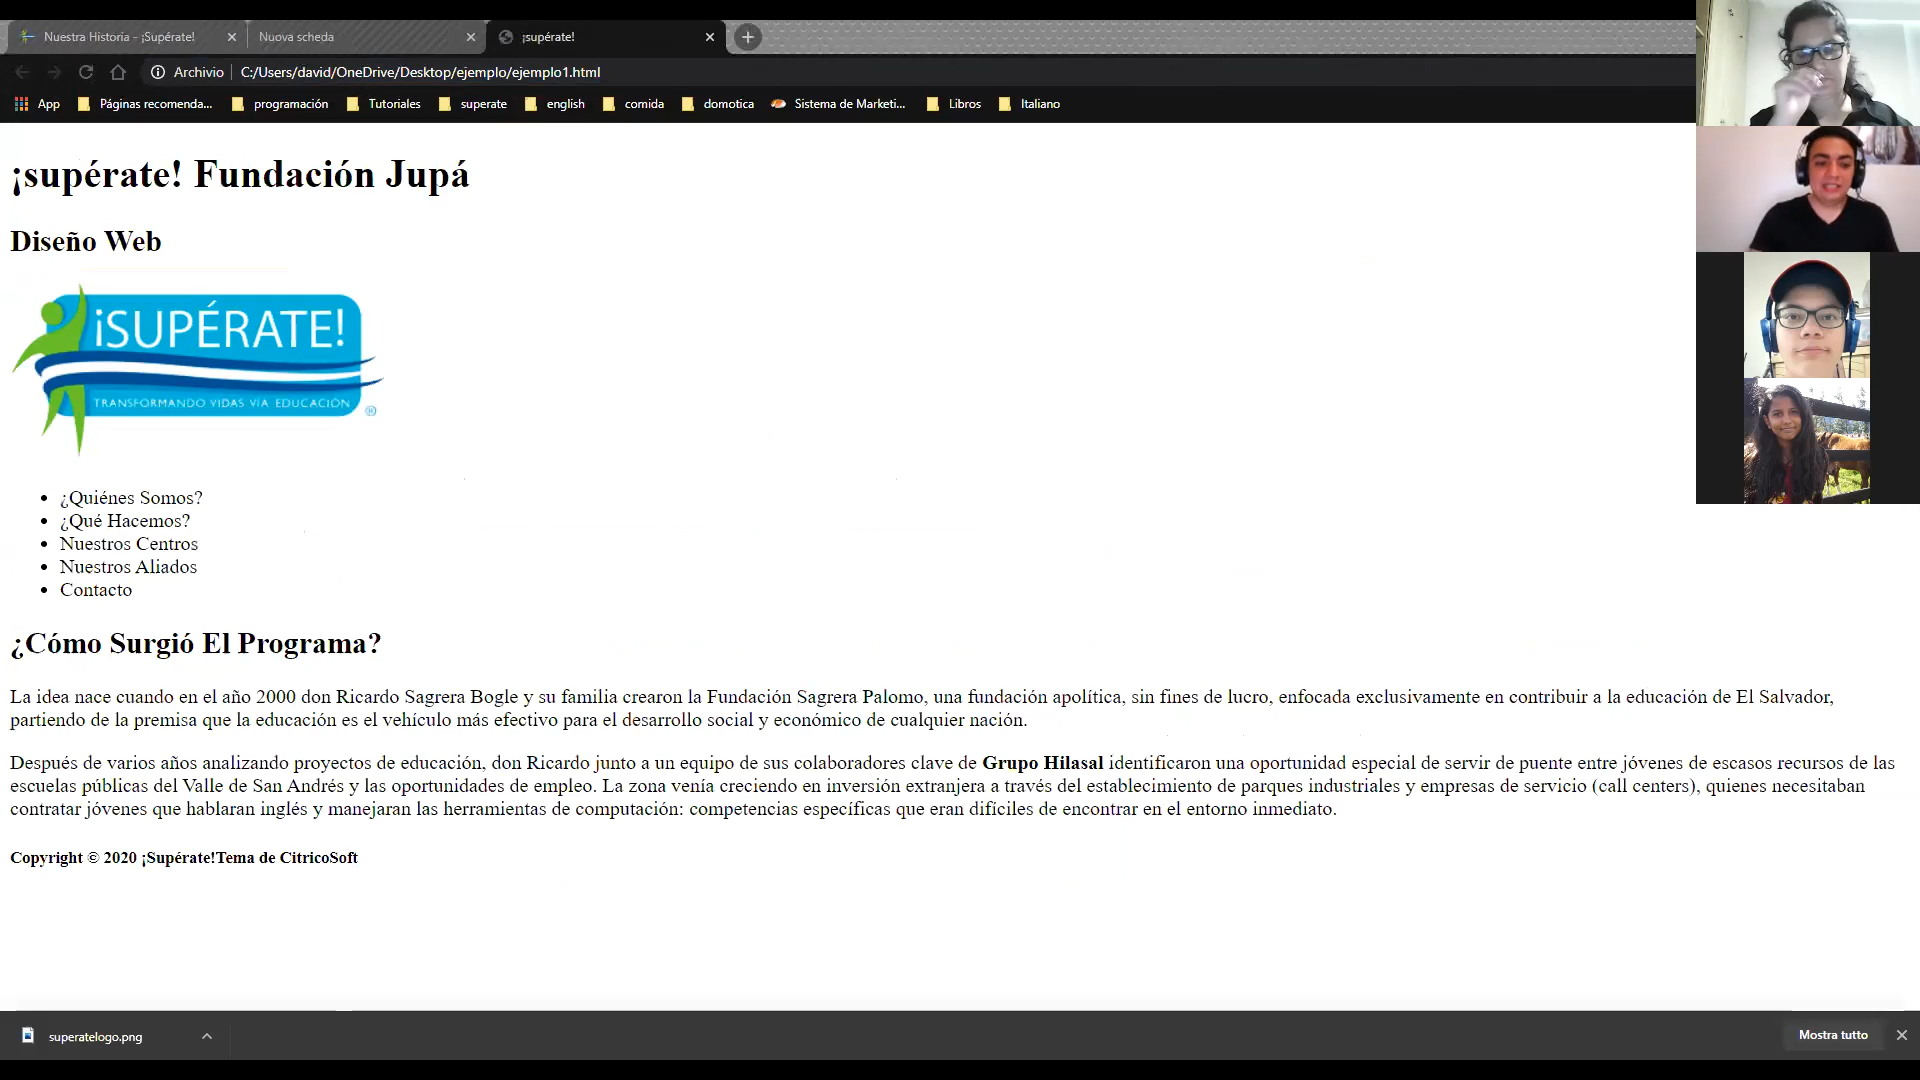 Nuestra Historia - ¡Supérate!
Nuova scheda
¡supérate!
Archivo C:/Users/david/OneDrive/Desktop/ejemplo/ejemplo1.html
App Páginas recomenda... programación Tutoriales superate english comida domotica Sistema de Marketi... Libros Italiano
¡supérate! Fundación Jupá
Diseño Web
¡SUPÉRATE!
TRANSFORMANDO VIDAS VÍA EDUCACIÓN ®
• ¿Quiénes Somos?
• ¿Qué Hacemos?
• Nuestros Centros
• Nuestros Aliados
• Contacto
¿Cómo Surgió El Programa?
La idea nace cuando en el año 2000 don Ricardo Sagrera Bogle y su familia crearon la Fundación Sagrera Palomo, una fundación apolítica, sin fines de lucro, enfocada exclusivamente en contribuir a la educación de El Salvador,
partiendo de la premisa que la educación es el vehículo más efectivo para el desarrollo social y económico de cualquier nación.
Después de varios años analizando proyectos de educación, don Ricardo junto a un equipo de sus colaboradores clave de Grupo Hilasal identificaron una oportunidad especial de servir de puente entre jóvenes de escasos recursos de las
escuelas públicas del Valle de San Andrés y las oportunidades de empleo. La zona venía creciendo en inversión extranjera a través del establecimiento de parques industriales y empresas de servicio (call centers), quienes necesitaban
contratar jóvenes que hablaran inglés y manejaran las herramientas de computación: competencias específicas que eran difíciles de encontrar en el entorno inmediato.
Copyright © 2020 ¡Supérate!Tema de CitricoSoft
superatelogo.png
Mostra tutto